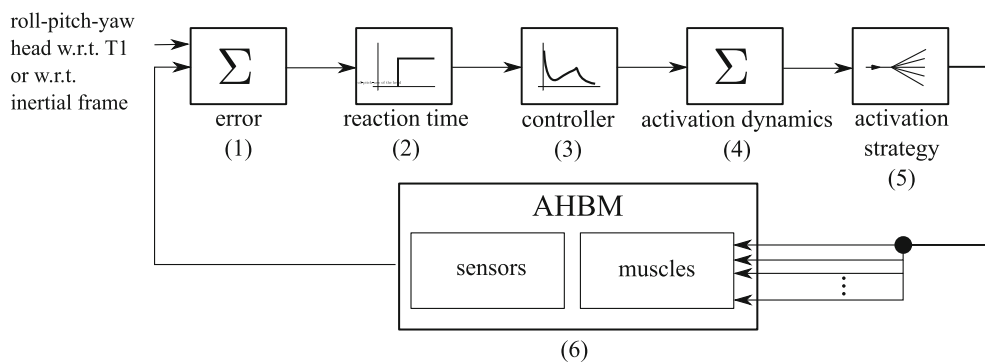 roll-pitch-yaw
head w.r.t. T1
or w.r.t.
inertial frame
Σ
error
(1)
reaction time
(2)
controller
(3)
Σ
activation dynamics
(4)
activation
strategy
(5)
AHBM
sensors
muscles
(6)